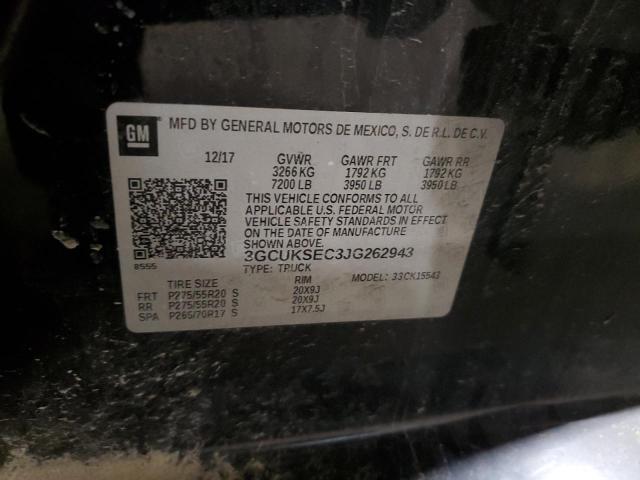 GM MFD BY GENERAL MOTORS DE MEXICO, S. DE R.L. DE C.V.
12/17 GVWR GAWR FRT GAWR RR
3266 KG 1792 KG 1792 KG
7200 LB 3950 LB 3950 LB
THIS VEHICLE CONFORMS TO ALL
APPLICABLE U.S. FEDERAL MOTOR
VEHICLE SAFETY STANDARDS IN EFFECT
ON THE DATE OF MANUFACTURE
SHOWN ABOVE.
3GCUKSEC3JG262943
8555
TYPE: TRUCK MODEL: 33CK15543
TIRE SIZE RIM
FRT P275/55R20 S 20X9J
RR P275/55R20 S 20X9J
SPA P265/70R17 S 17X7.5J